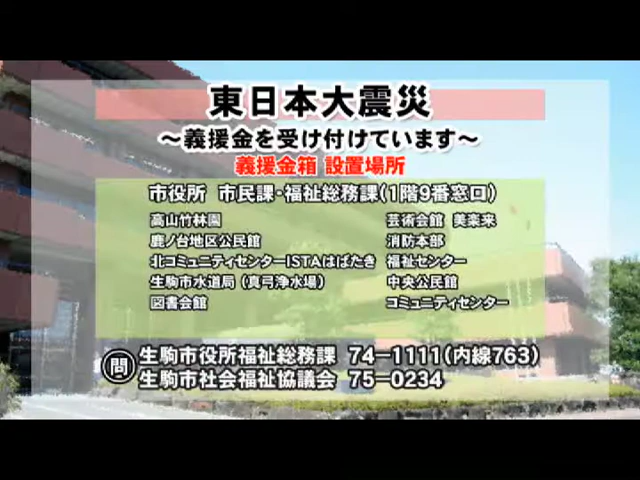 東日本大震災
～義援金を受け付けています～
義援金箱 設置場所
市役所 市民課・福祉総務課（1階9番窓口）
高山竹林園
芸術会館 美楽来
鹿ノ台地区公民館
消防本部
北コミュニティセンターISTAはばたき
福祉センター
生駒市水道局（真弓浄水場）
中央公民館
図書会館
コミュニティセンター
問 生駒市役所福祉総務課 74－1111（内線763）
生駒市社会福祉協議会 75－0234